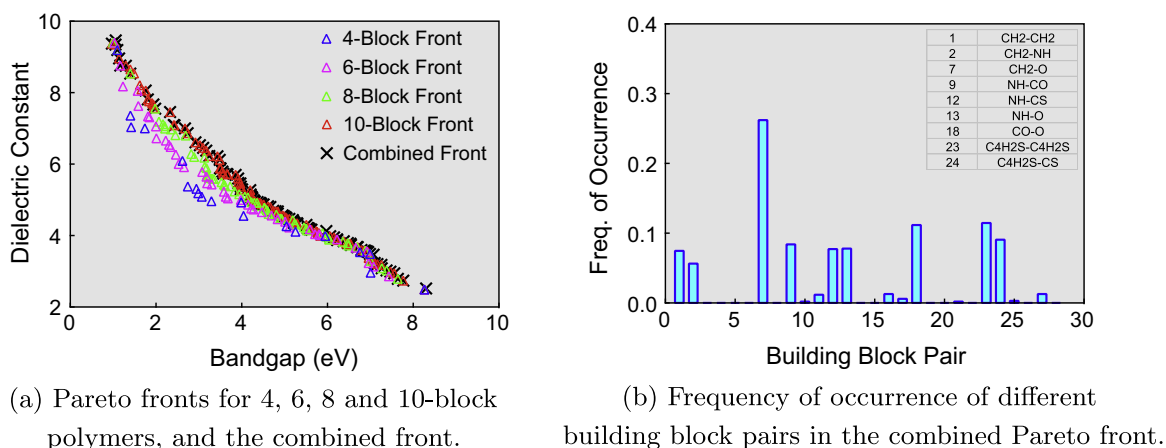 10
8
6
4
2
0
2
4
6
8
10
Dielectric Constant
Bandgap (eV)
4-Block Front
6-Block Front
8-Block Front
10-Block Front
Combined Front
(a) Pareto fronts for 4, 6, 8 and 10-block
polymers, and the combined front.
0.4
0.3
0.2
0.1
0.0
0
5
10
15
20
25
30
Freq. of Occurrence
Building Block Pair
1 CH2-CH2
2 CH2-NH
7 CH2-O
9 NH-CO
12 NH-CS
13 NH-O
18 CO-O
23 C4H2S-C4H2S
24 C4H2S-CS
(b) Frequency of occurrence of different
building block pairs in the combined Pareto front.